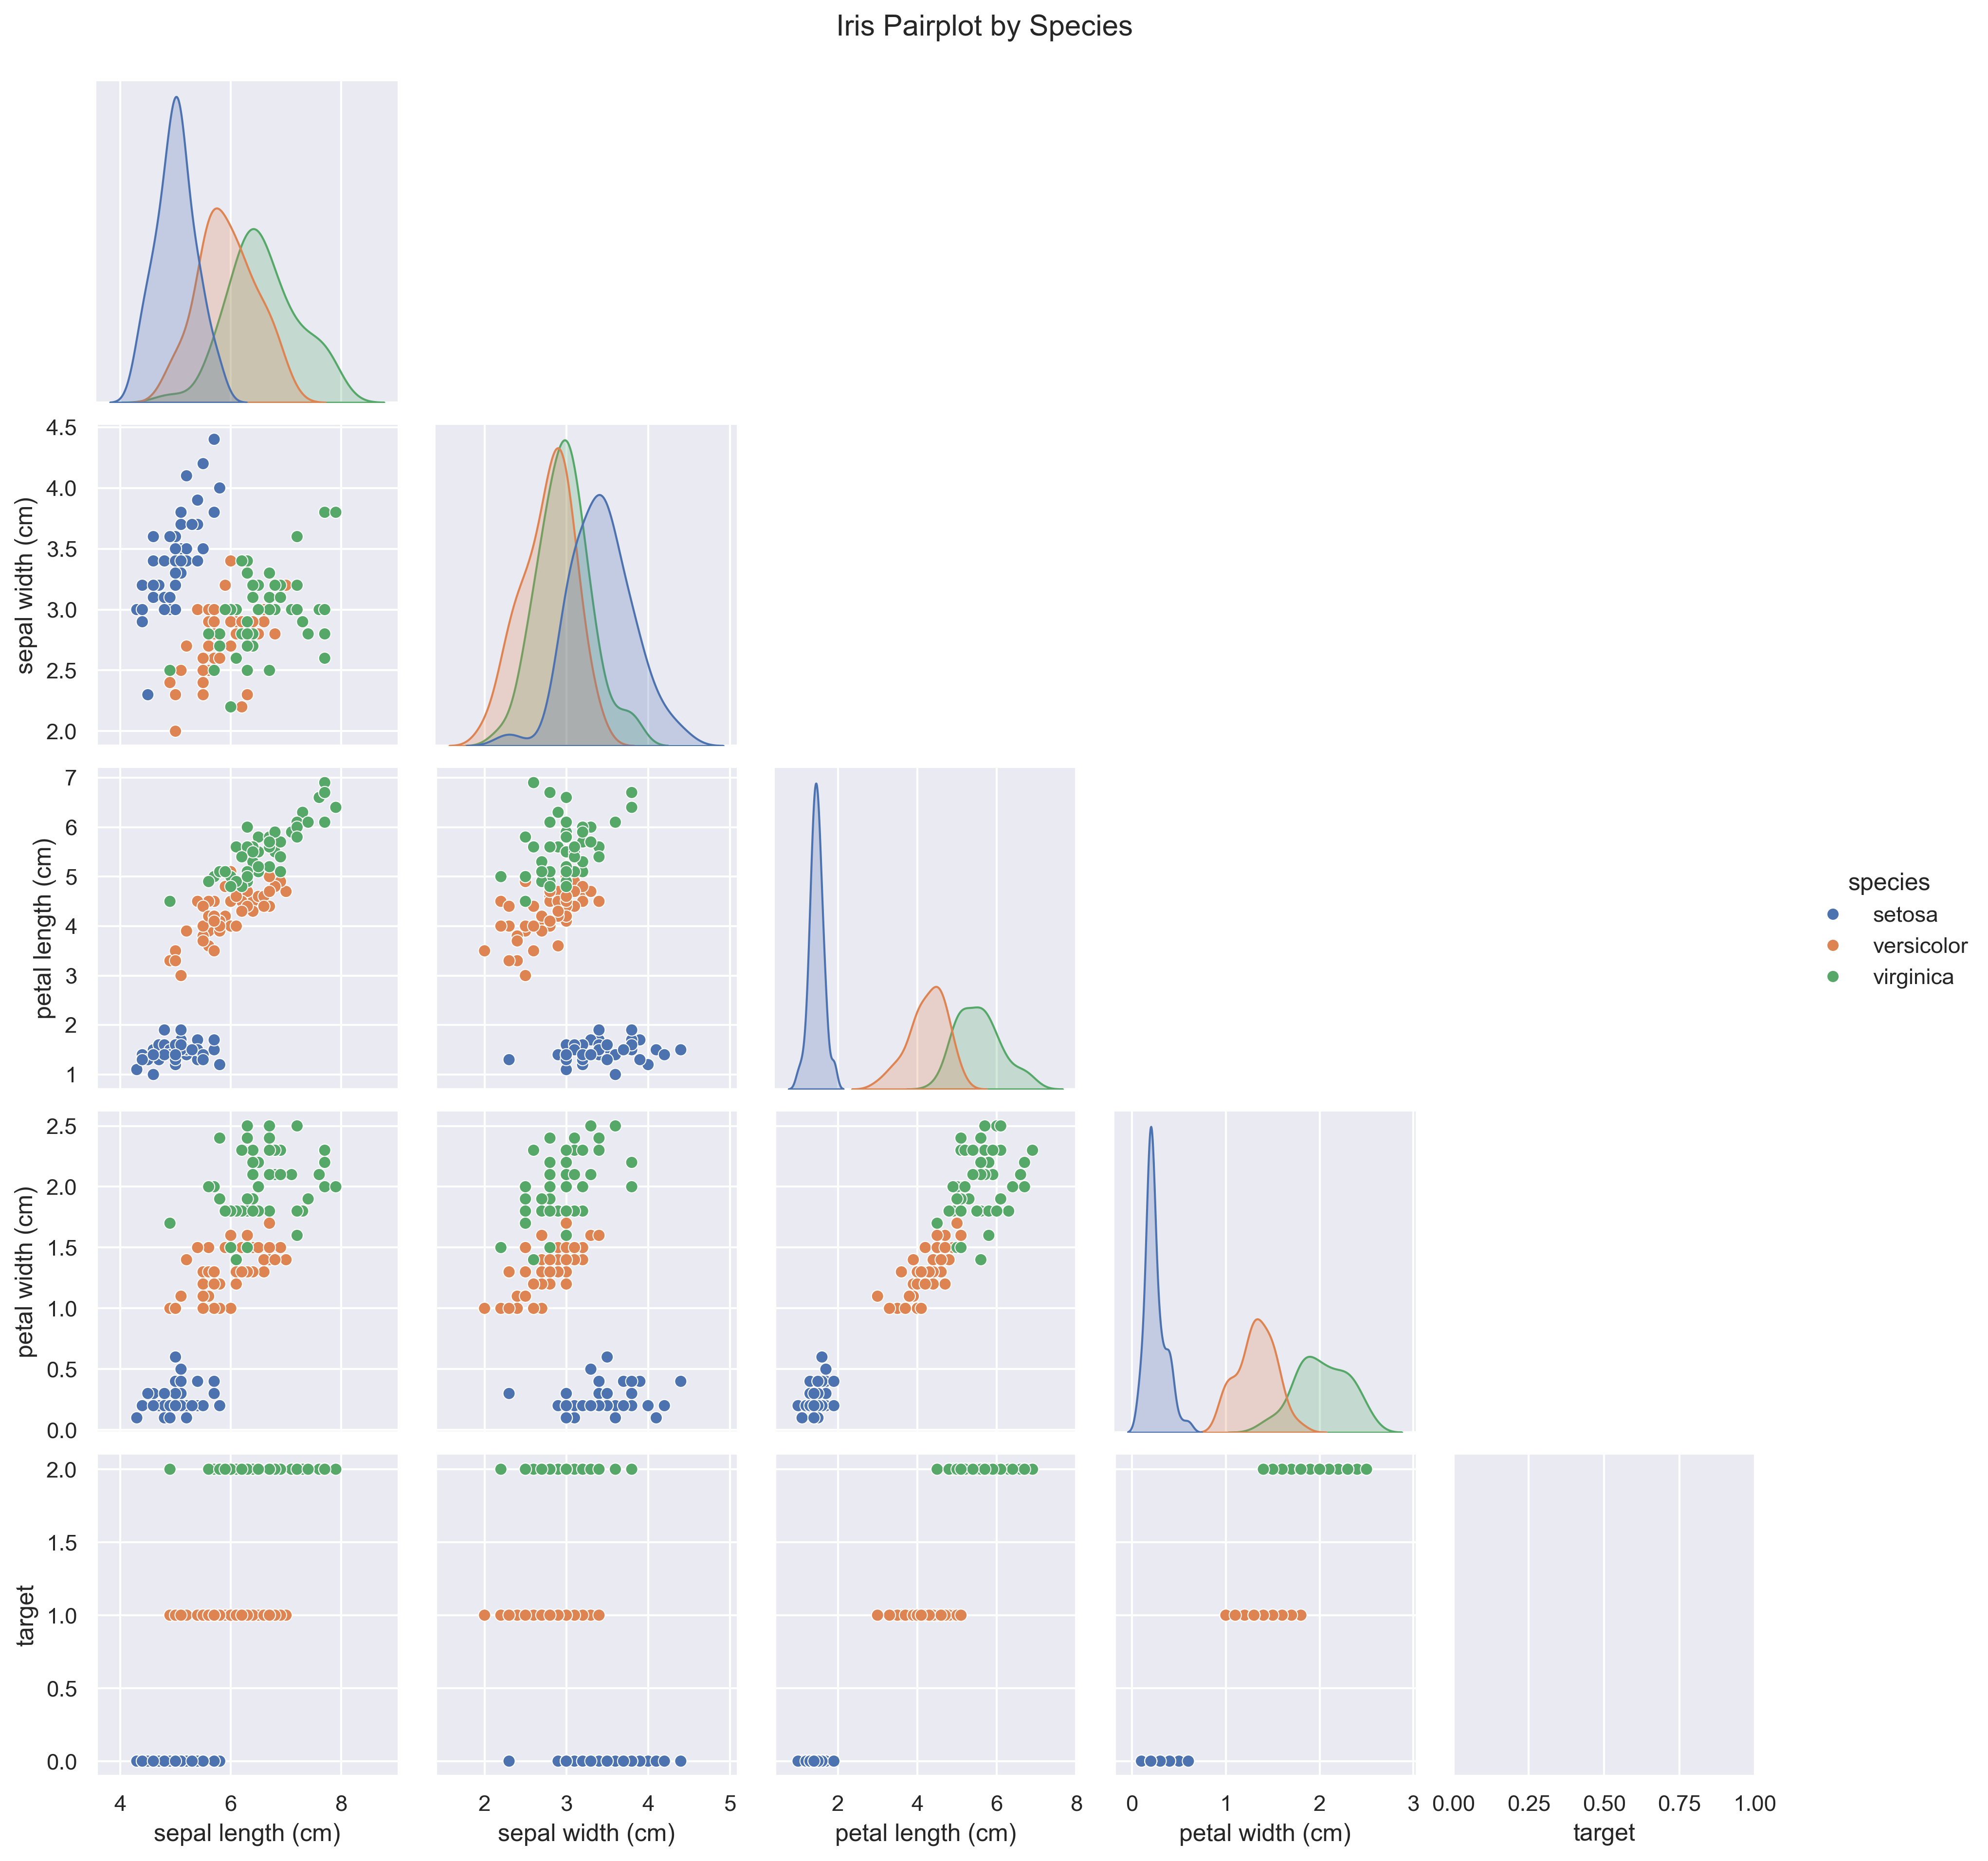 Iris Pairplot by Species
4.5
4.0
3.5
3.0
2.5
2.0
sepal width (cm)
7
6
5
4
3
2
1
petal length (cm)
species
setosa
versicolor
virginica
2.5
2.0
1.5
1.0
0.5
0.0
petal width (cm)
2.0
1.5
1.0
0.5
0.0
target
4 6 8
2 3 4 5
2 4 6 8
0 1 2 3
0.00 0.25 0.50 0.75 1.00
sepal length (cm)
sepal width (cm)
petal length (cm)
petal width (cm)
target